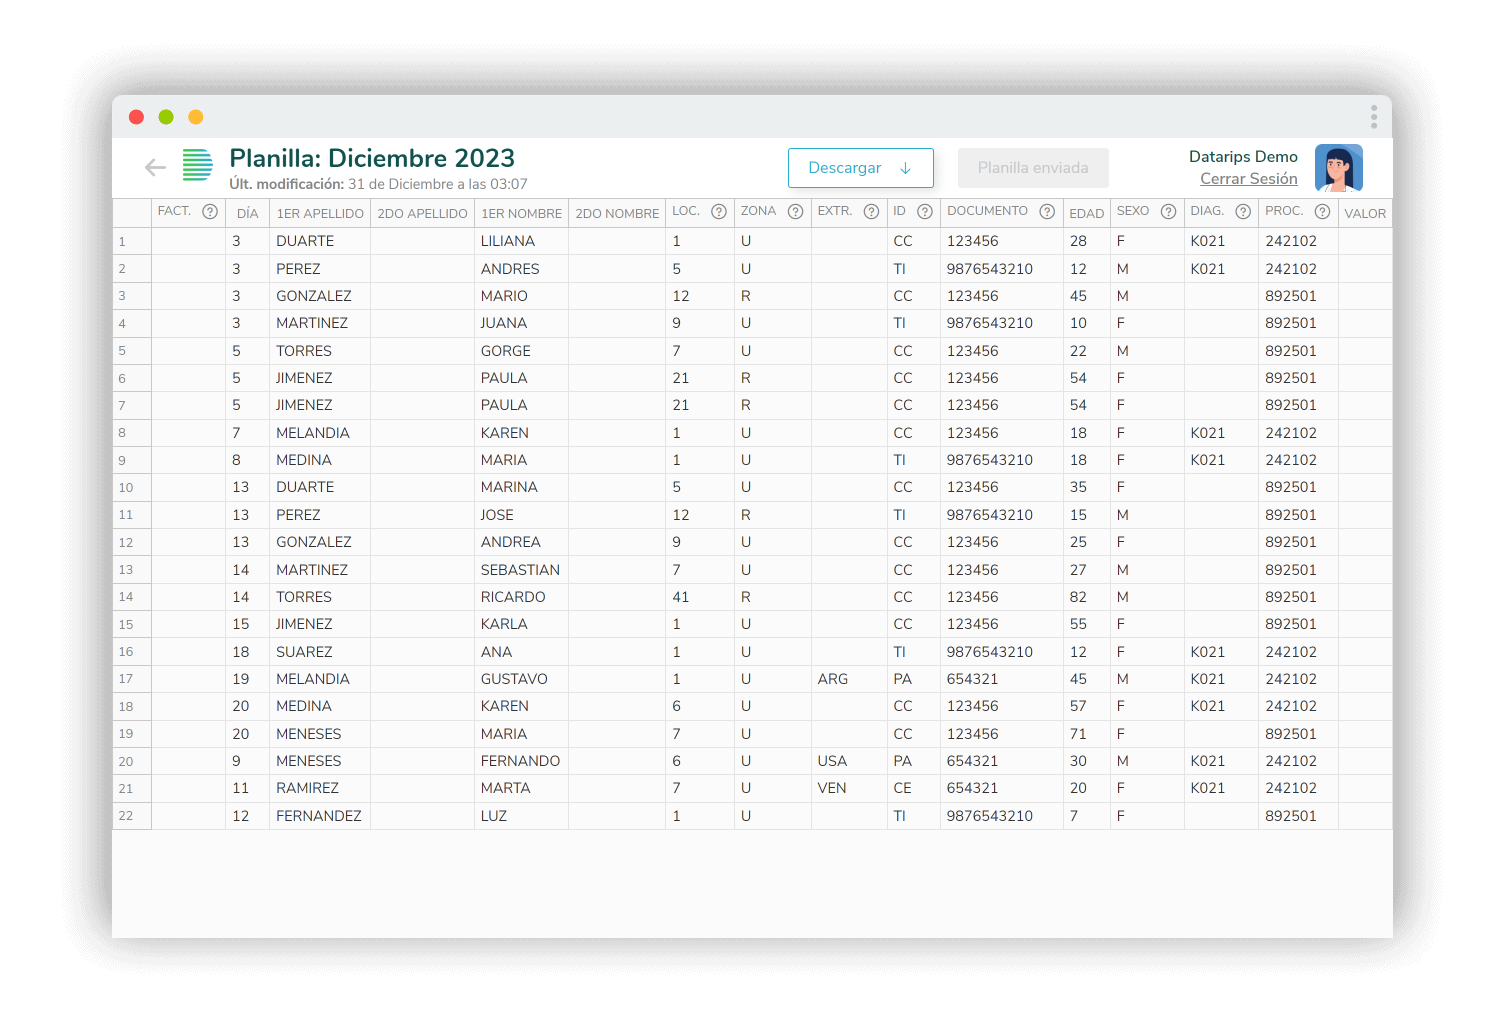 Planilla: Diciembre 2023
Últ. modificación: 31 de Diciembre a las 03:07
Descargar ↓
Planilla enviada
Datarips Demo
Cerrar Sesión
FACT. ? DÍA 1ER APELLIDO 2DO APELLIDO 1ER NOMBRE 2DO NOMBRE LOC. ? ZONA ? EXTR. ? ID ? DOCUMENTO ? EDAD SEXO ? DIAG. ? PROC. ? VALOR
1 3 DUARTE LILIANA 1 U CC 123456 28 F K021 242102
2 3 PEREZ ANDRES 5 U TI 9876543210 12 M K021 242102
3 3 GONZALEZ MARIO 12 R CC 123456 45 M 892501
4 3 MARTINEZ JUANA 9 U TI 9876543210 10 F 892501
5 5 TORRES GORGE 7 U CC 123456 22 M 892501
6 5 JIMENEZ PAULA 21 R CC 123456 54 F 892501
7 5 JIMENEZ PAULA 21 R CC 123456 54 F 892501
8 7 MELANDIA KAREN 1 U CC 123456 18 F K021 242102
9 8 MEDINA MARIA 1 U TI 9876543210 18 F K021 242102
10 13 DUARTE MARINA 5 U CC 123456 35 F 892501
11 13 PEREZ JOSE 12 R TI 9876543210 15 M 892501
12 13 GONZALEZ ANDREA 9 U CC 123456 25 F 892501
13 14 MARTINEZ SEBASTIAN 7 U CC 123456 27 M 892501
14 14 TORRES RICARDO 41 R CC 123456 82 M 892501
15 15 JIMENEZ KARLA 1 U CC 123456 55 F 892501
16 18 SUAREZ ANA 1 U TI 9876543210 12 F K021 242102
17 19 MELANDIA GUSTAVO 1 U ARG PA 654321 45 M K021 242102
18 20 MEDINA KAREN 6 U CC 123456 57 F K021 242102
19 20 MENESES MARIA 7 U CC 123456 71 F 892501
20 9 MENESES FERNANDO 6 U USA PA 654321 30 M K021 242102
21 11 RAMIREZ MARTA 7 U VEN CE 654321 20 F K021 242102
22 12 FERNANDEZ LUZ 1 U TI 9876543210 7 F 892501